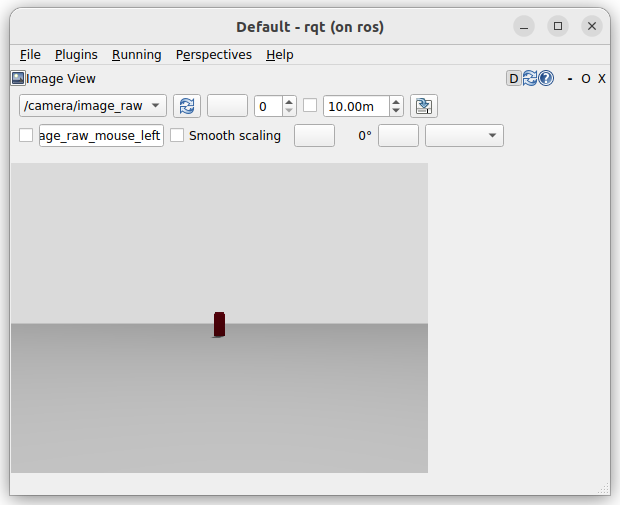 Default - rqt (on ros)
File Plugins Running Perspectives Help
Image View D - O X
/camera/image_raw 0 10.00m
age_raw_mouse_left Smooth scaling 0°